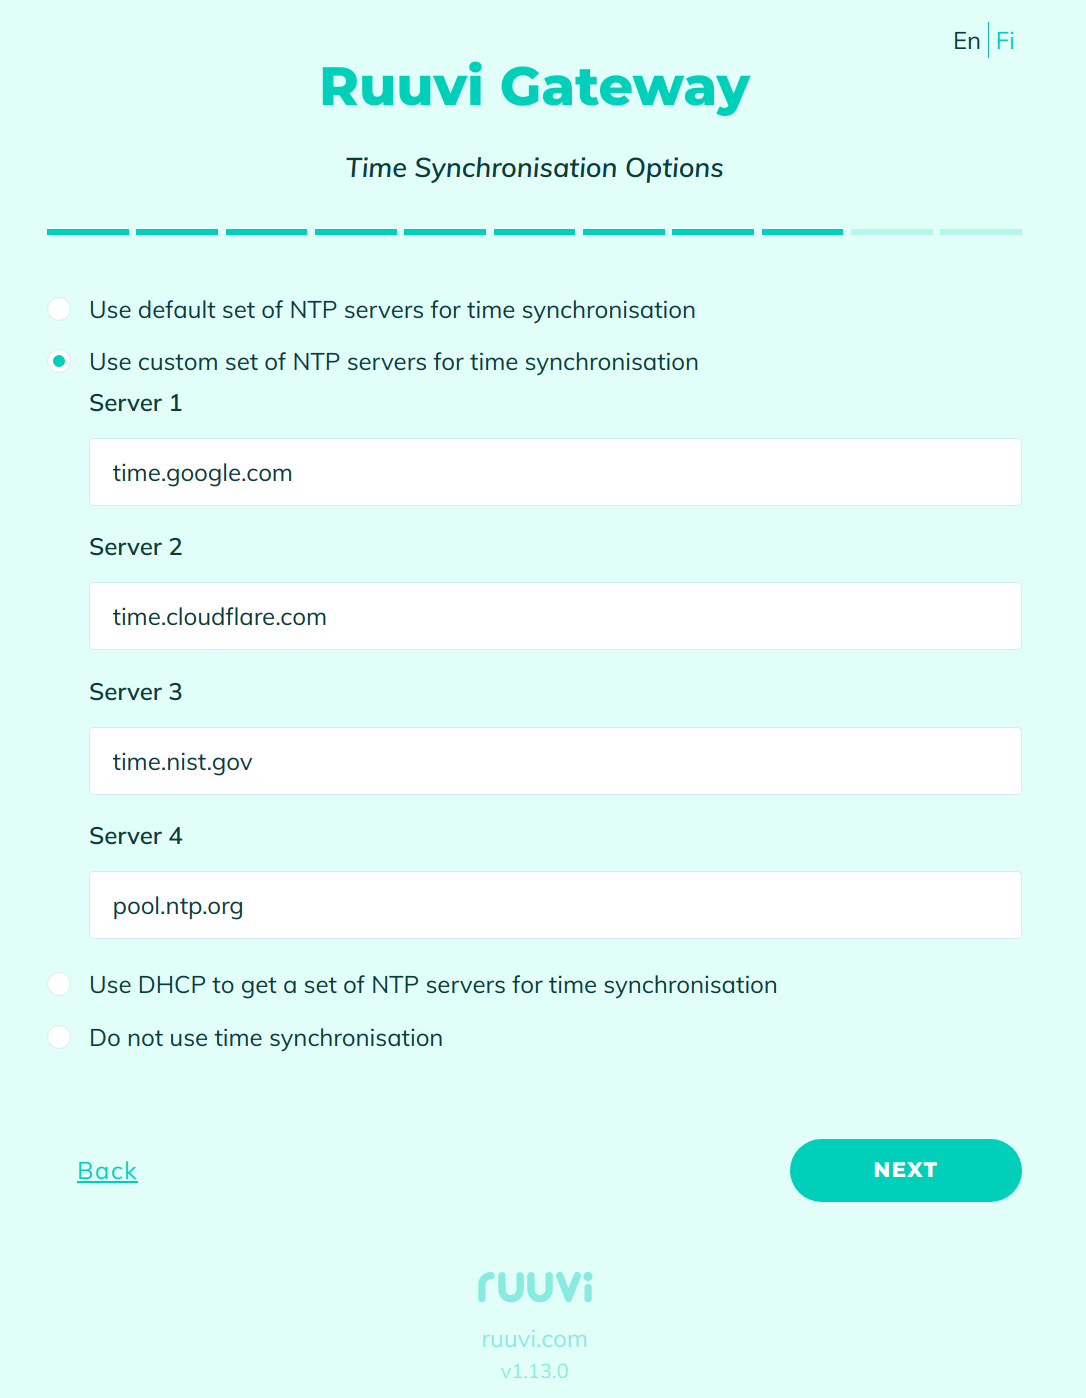 En Fi
Ruuvi Gateway
Time Synchronisation Options
Use default set of NTP servers for time synchronisation
Use custom set of NTP servers for time synchronisation
Server 1
time.google.com
Server 2
time.cloudflare.com
Server 3
time.nist.gov
Server 4
pool.ntp.org
Use DHCP to get a set of NTP servers for time synchronisation
Do not use time synchronisation
Back
NEXT
ruuvi
ruuvi.com
v1.13.0